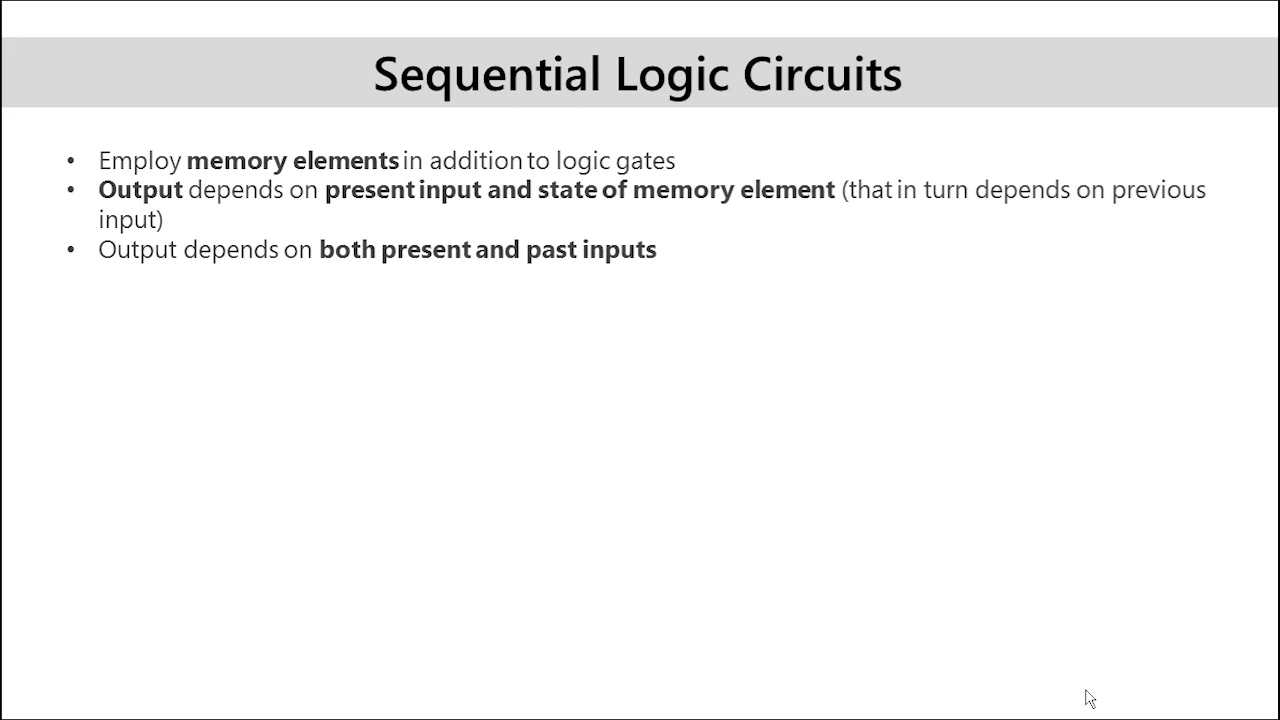 Sequential Logic Circuits
• Employ memory elements in addition to logic gates
• Output depends on present input and state of memory element (that in turn depends on previous
input)
• Output depends on both present and past inputs